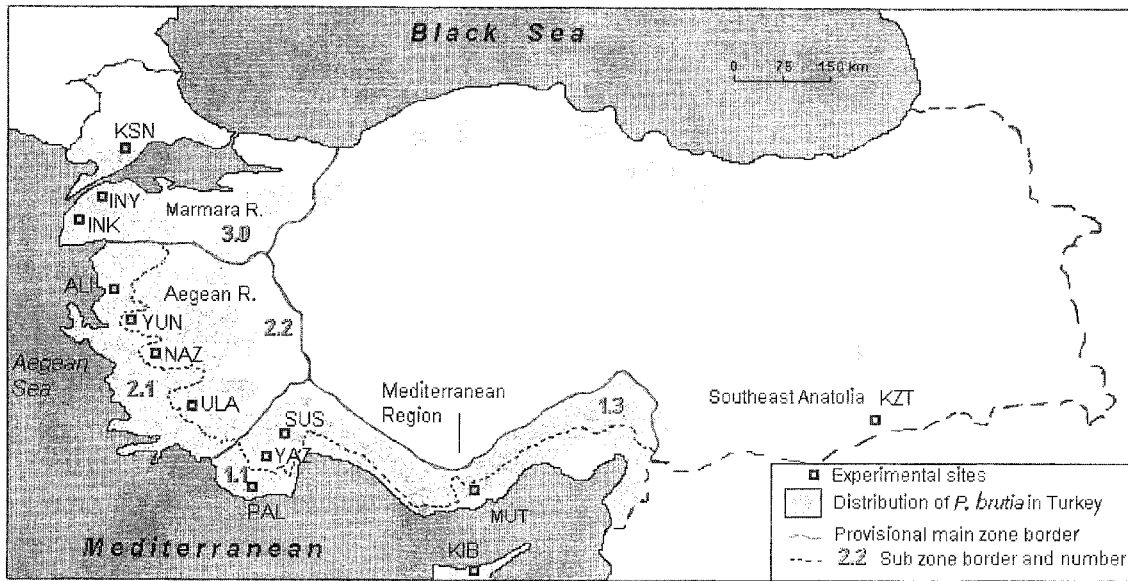 Black Sea
0 75 150 km
KSN
INY
INK
Marmara R.
3.0
ALI
Aegean R.
YUN
2.2
NAZ
Aegean
Sea
2.1
ULA
Mediterranean
Region
1.3
Southeast Anatolia
KZT
SUS
YAZ
1.1
PAL
MUT
Mediterranean
KIB
Experimental sites
Distribution of P. brutia in Turkey
Provisional main zone border
2.2 Sub zone border and number